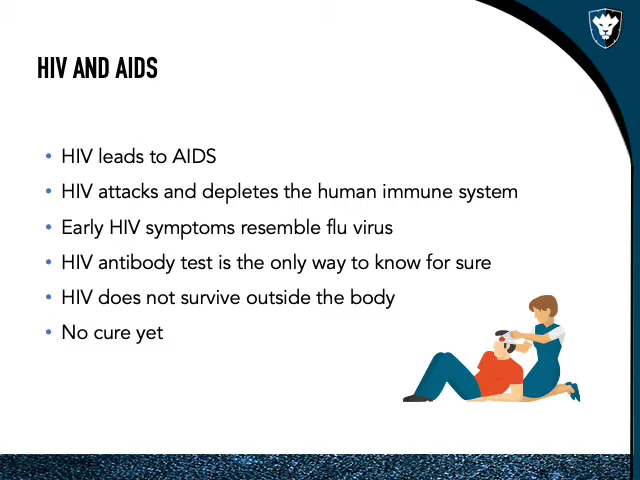 HIV AND AIDS
• HIV leads to AIDS
• HIV attacks and depletes the human immune system
• Early HIV symptoms resemble flu virus
• HIV antibody test is the only way to know for sure
• HIV does not survive outside the body
• No cure yet